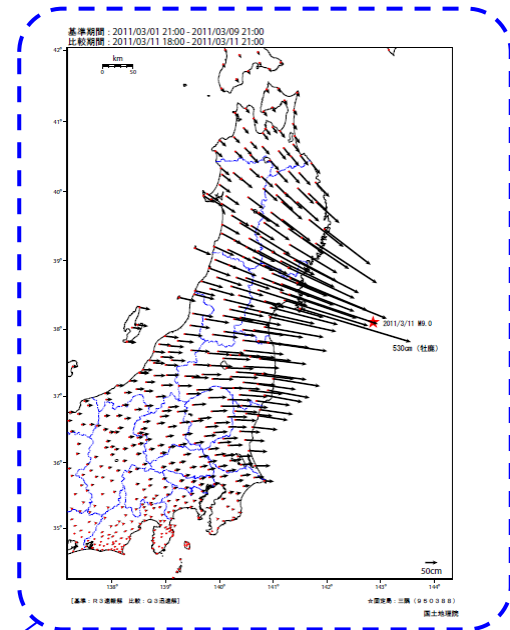 基準期間 : 2011/03/01 21:00 - 2011/03/09 21:00
比較期間 : 2011/03/11 18:00 - 2011/03/11 21:00
km
0 50
42°
41°
40°
39°
38°
37°
36°
35°
2011/3/11 M9.0
530cm (牡鹿)
50cm
138° 139° 140° 141° 142° 143° 144°
[基準:R3速報解 比較:Q3迅速解]
☆固定局:三隅(950388)
国土地理院